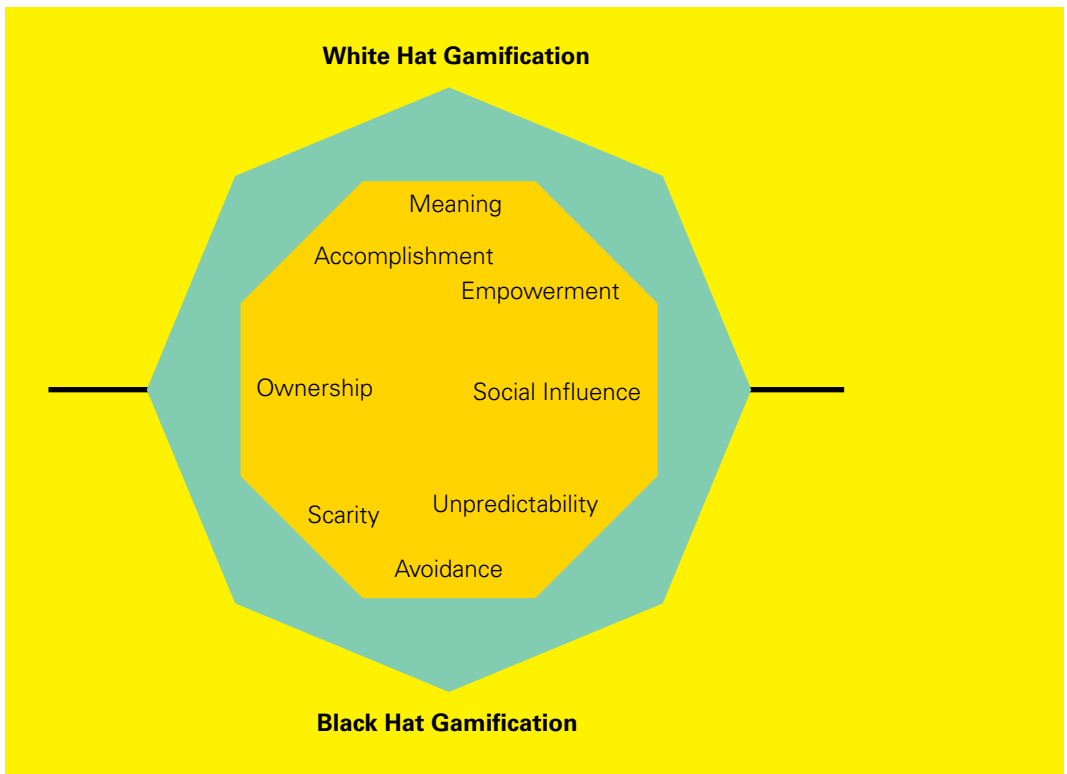 White Hat Gamification
Meaning
Accomplishment
Empowerment
Ownership
Social Influence
Unpredictability
Scarity
Avoidance
Black Hat Gamification